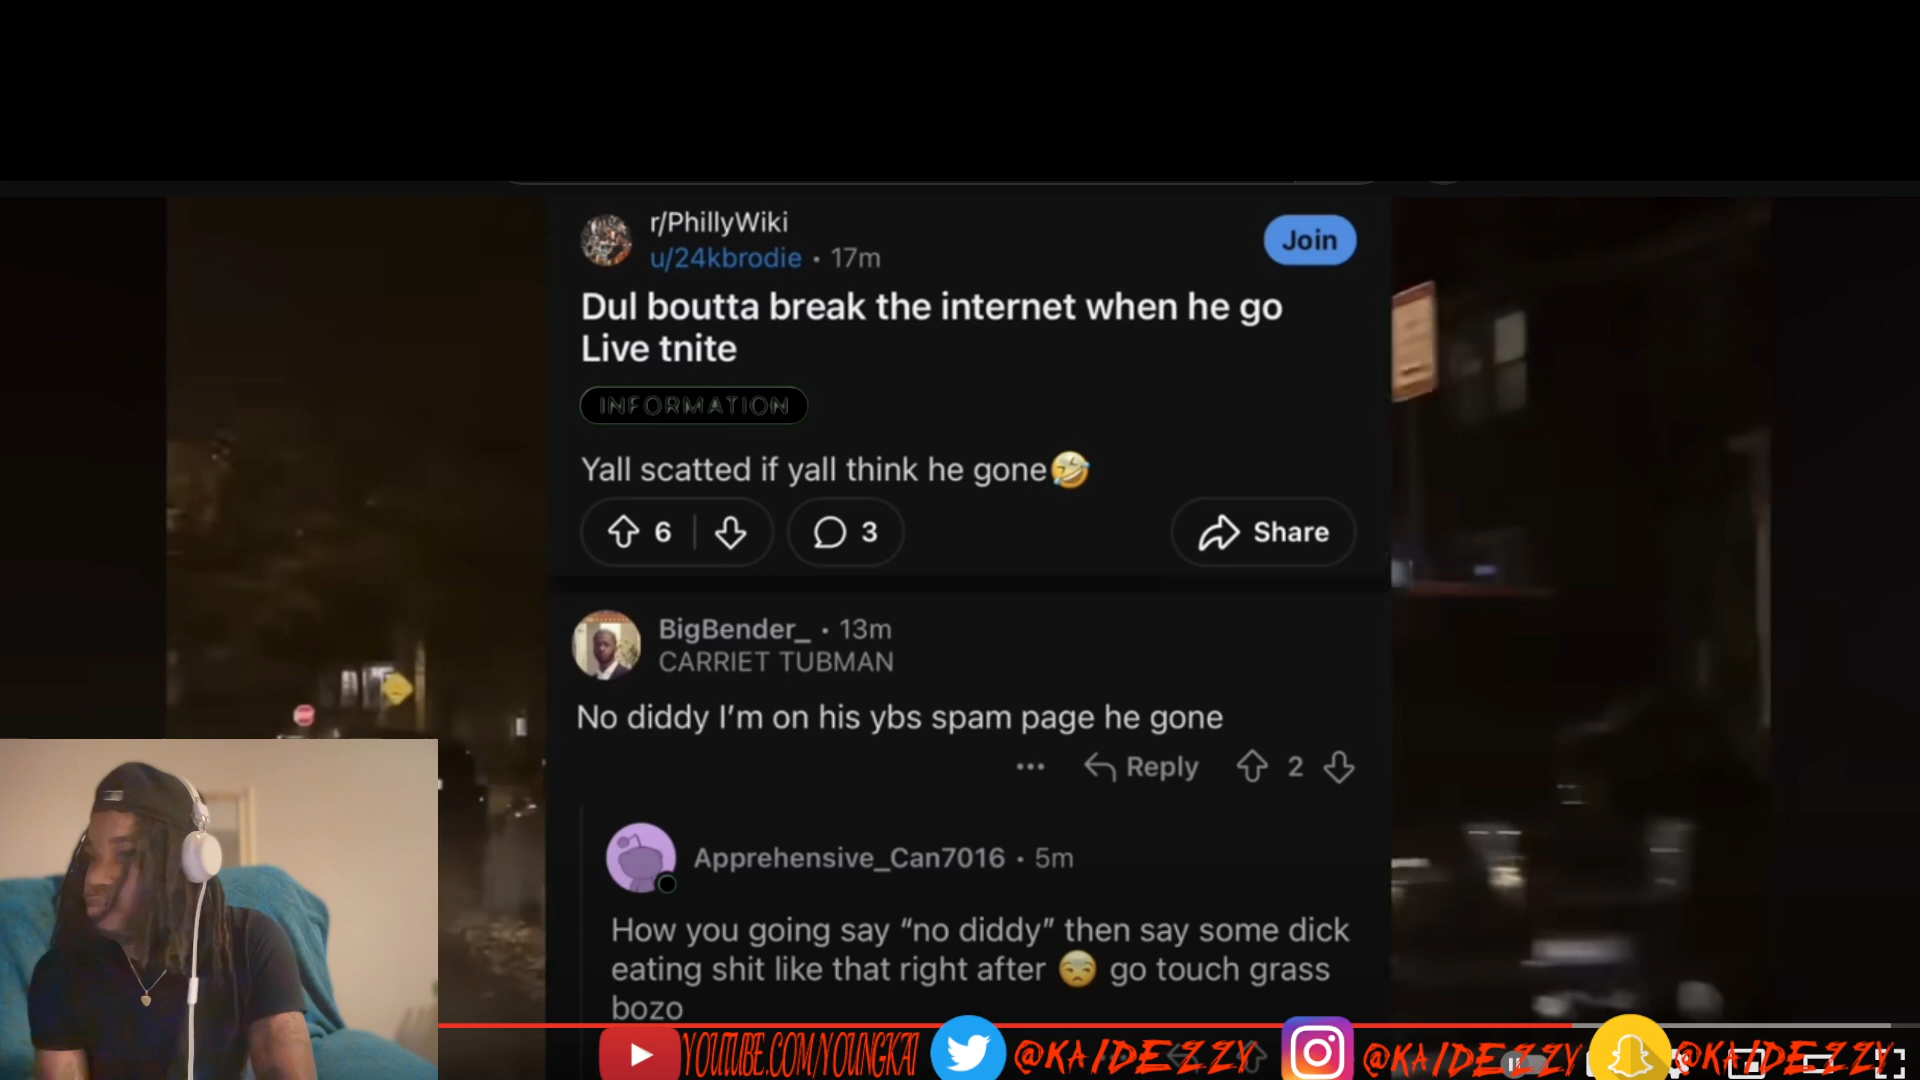 r/PhillyWiki
u/24kbrodie • 17m
Join
Dul boutta break the internet when he go
Live tnite
INFORMATION
Yall scatted if yall think he gone🤣
6
3
Share
BigBender_ • 13m
CARRIET TUBMAN
No diddy I’m on his ybs spam page he gone
Reply
2
Apprehensive_Can7016 • 5m
How you going say “no diddy” then say some dick
eating shit like that right after 😒 go touch grass
bozo
YOUTUBE.COM/YOUNGKAI
@KAIDEZZY
@KAIDEZZY
@KAIDEZZY